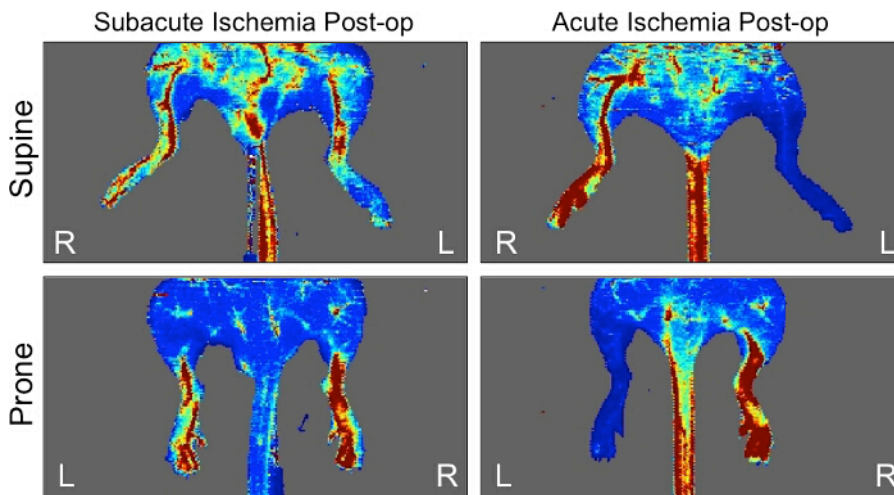 Subacute Ischemia Post-op
Acute Ischemia Post-op
Supine
R L
R L
Prone
L R
L R